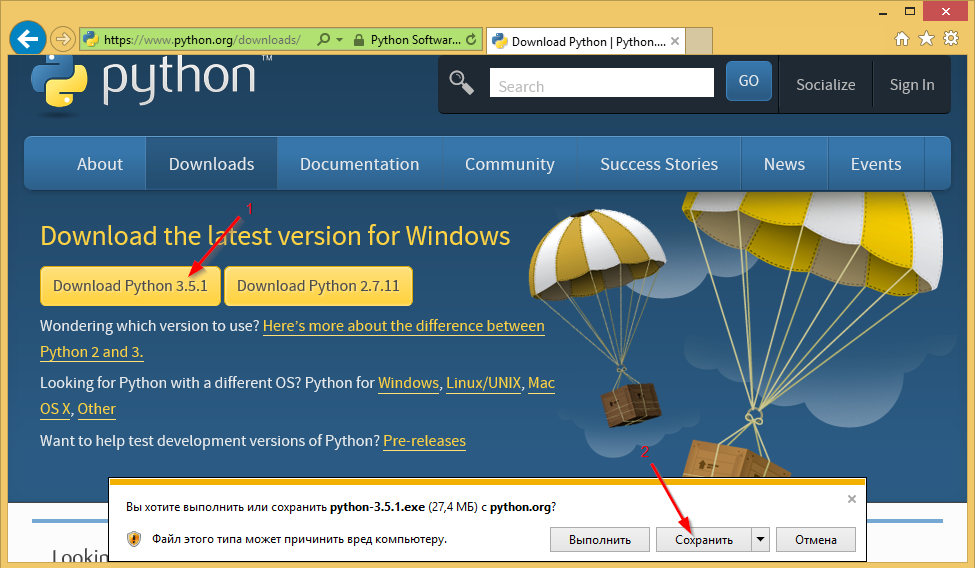 https://www.python.org/downloads/
Python Softwar...
Download Python | Python....
python™
Search
GO
Socialize
Sign In
About
Downloads
Documentation
Community
Success Stories
News
Events
1
Download the latest version for Windows
Download Python 3.5.1
Download Python 2.7.11
Wondering which version to use? Here's more about the difference between
Python 2 and 3.
Looking for Python with a different OS? Python for Windows, Linux/UNIX, Mac
OS X, Other
Want to help test development versions of Python? Pre-releases
2
Вы хотите выполнить или сохранить python-3.5.1.exe (27,4 МБ) с python.org?
Файл этого типа может причинить вред компьютеру.
Выполнить
Сохранить
Отмена
Lookin